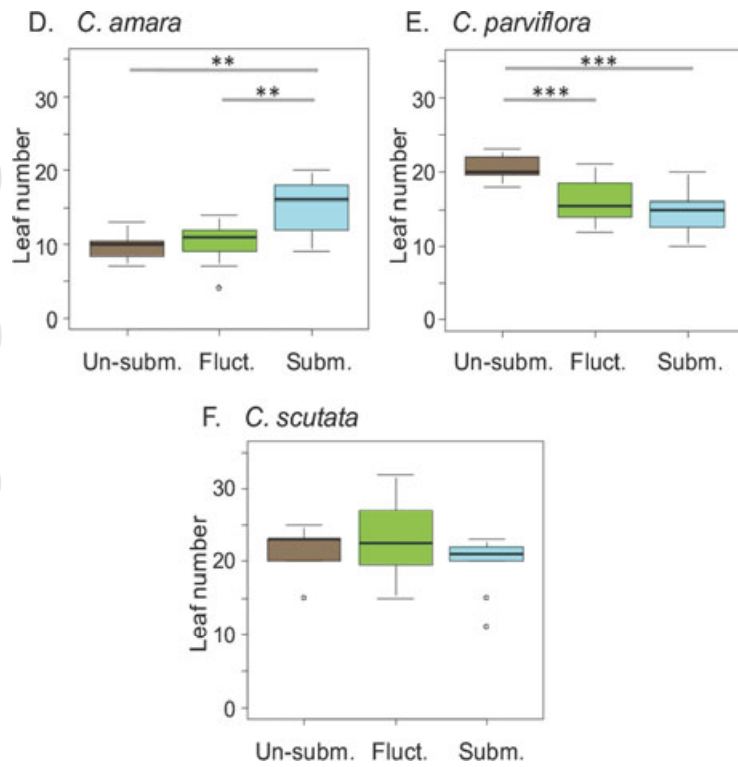 D. C. amara
**
**
Leaf number
30
20
10
0
Un-subm. Fluct. Subm.
E. C. parviflora
***
***
Leaf number
30
20
10
0
Un-subm. Fluct. Subm.
F. C. scutata
Leaf number
30
20
10
0
Un-subm. Fluct. Subm.